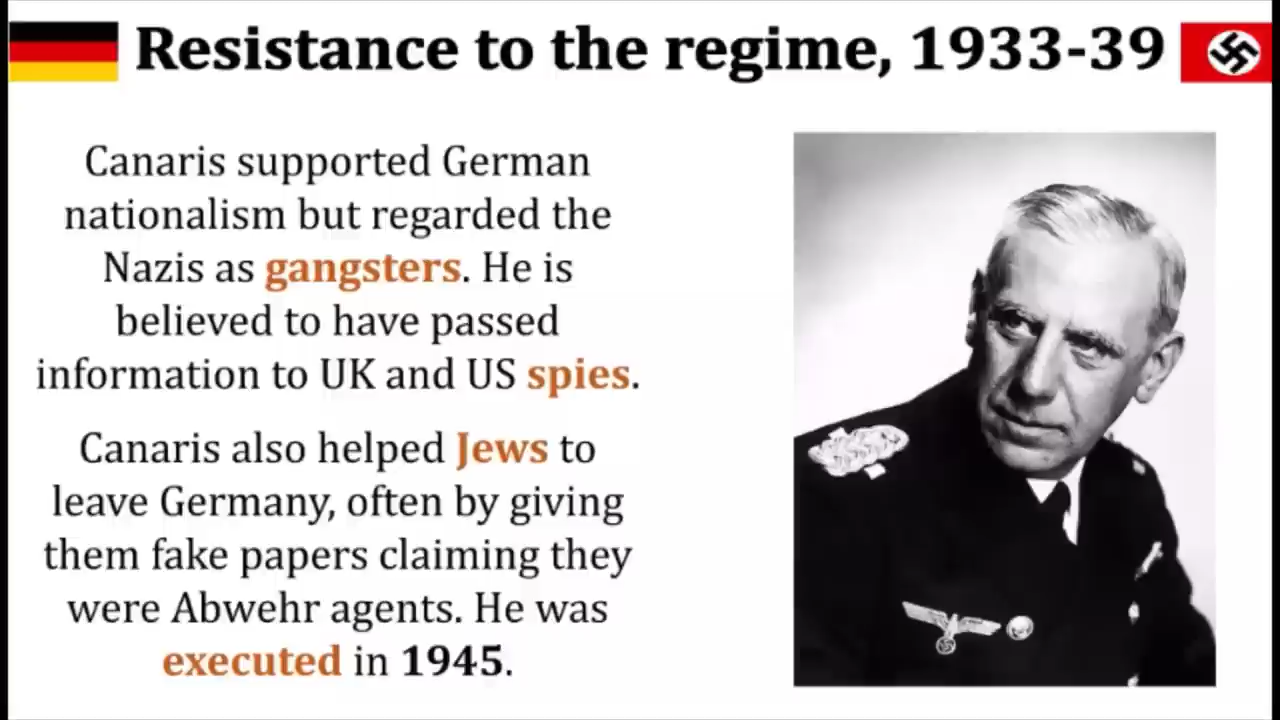 Resistance to the regime, 1933-39
Canaris supported German
nationalism but regarded the
Nazis as gangsters. He is
believed to have passed
information to UK and US spies.
Canaris also helped Jews to
leave Germany, often by giving
them fake papers claiming they
were Abwehr agents. He was
executed in 1945.